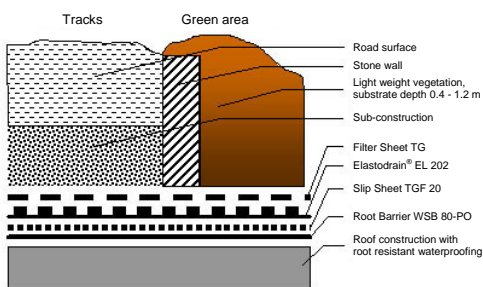 Tracks
Green area
Road surface
Stone wall
Light weight vegetation,
substrate depth 0.4 - 1.2 m
Sub-construction
Filter Sheet TG
Elastodrain® EL 202
Slip Sheet TGF 20
Root Barrier WSB 80-PO
Roof construction with
root resistant waterproofing